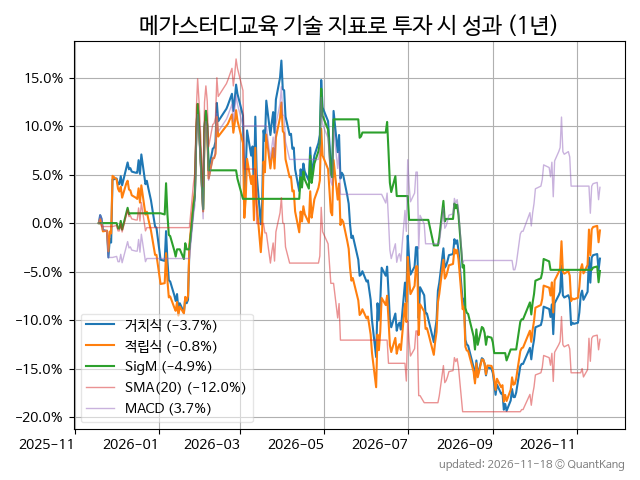 메가스터디교육 기술 지표로 투자 시 성과 (1년)
15.0%
10.0%
5.0%
0.0%
−5.0%
−10.0%
−15.0%
−20.0%
거치식 (−3.7%)
적립식 (−0.8%)
SigM (−4.9%)
SMA(20) (−12.0%)
MACD (3.7%)
2025-11
2026-01
2026-03
2026-05
2026-07
2026-09
2026-11
updated: 2026-11-18 © QuantKang